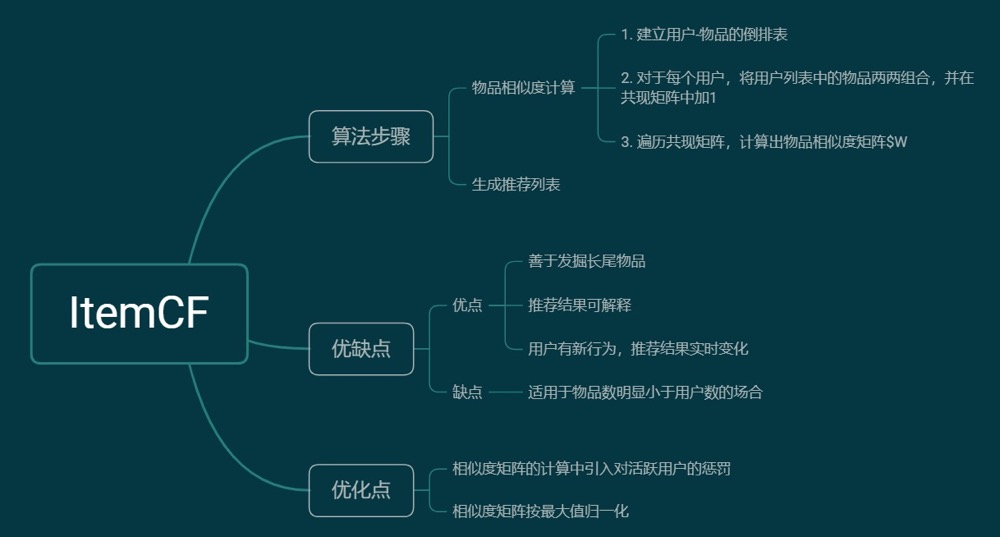 ItemCF
算法步骤
物品相似度计算
1. 建立用户-物品的倒排表
2. 对于每个用户，将用户列表中的物品两两组合，并在
共现矩阵中加1
3. 遍历共现矩阵，计算出物品相似度矩阵$W
生成推荐列表
优缺点
优点
善于发掘长尾物品
推荐结果可解释
用户有新行为，推荐结果实时变化
缺点
适用于物品数明显小于用户数的场合
优化点
相似度矩阵的计算中引入对活跃用户的惩罚
相似度矩阵按最大值归一化